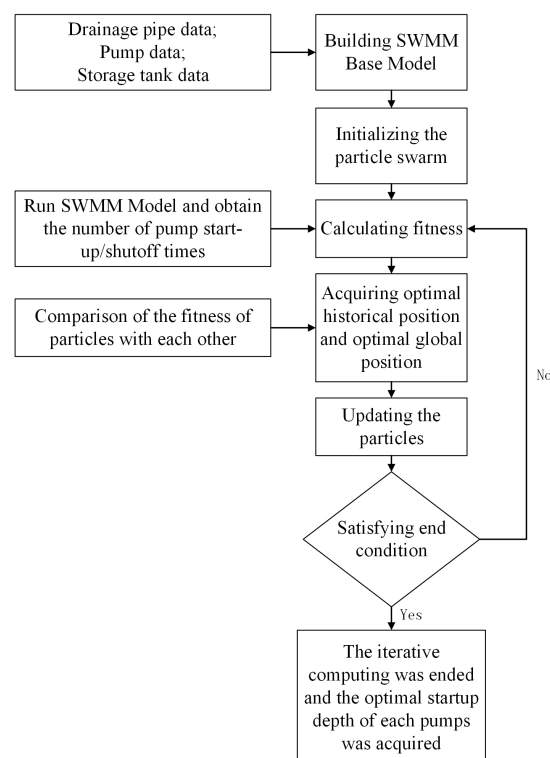 Drainage pipe data;
Pump data;
Storage tank data
Building SWMM
Base Model
Initializing the
particle swarm
Run SWMM Model and obtain
the number of pump start-
up/shutoff times
Calculating fitness
Comparison of the fitness of
particles with each other
Acquiring optimal
historical position
and optimal global
position
No
Updating the
particles
Satisfying end
condition
Yes
The iterative
computing was ended
and the optimal startup
depth of each pumps
was acquired